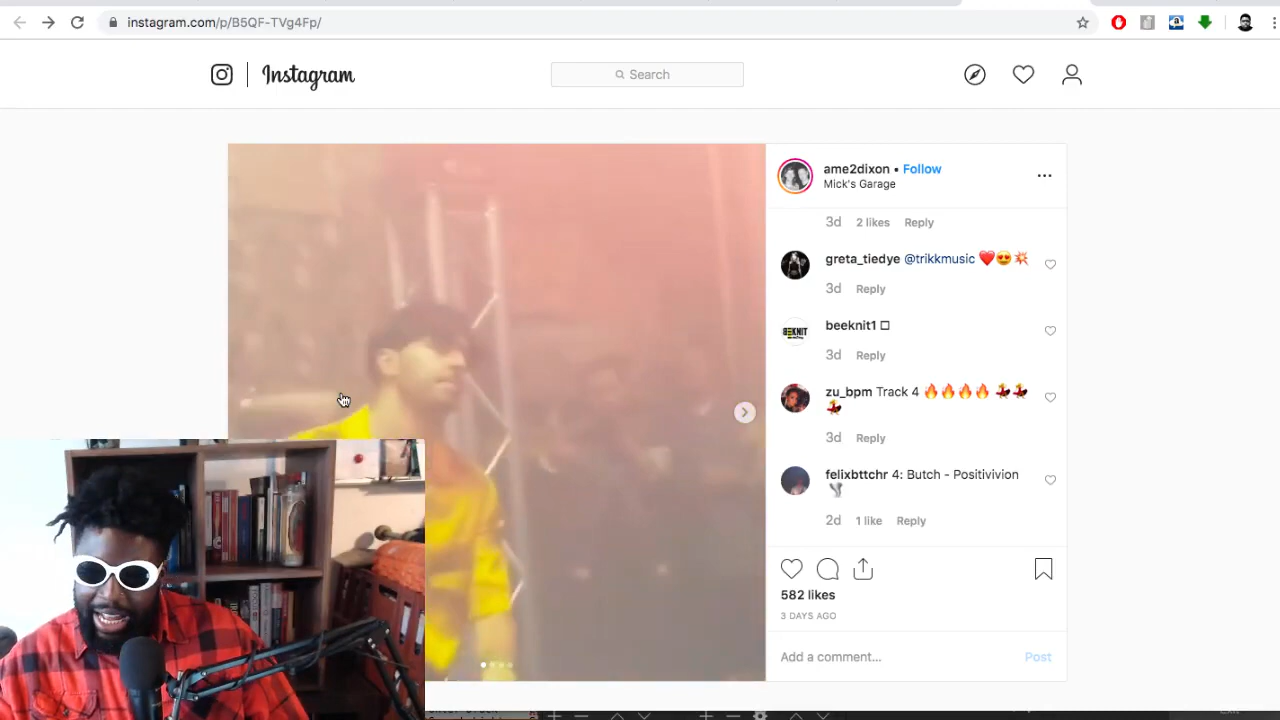 instagram.com/p/B5QF-TVg4Fp/
Instagram
Search
ame2dixon • Follow
Mick's Garage
3d 2 likes Reply
greta_tiedye @trikkmusic ❤️😍💥
3d Reply
BEEKNIT
beeknit1 □
3d Reply
zu_bpm Track 4 🔥🔥🔥🔥 💃💃
💃
3d Reply
felixbttchr 4: Butch - Positivivion
2d 1 like Reply
582 likes
3 DAYS AGO
Add a comment... Post